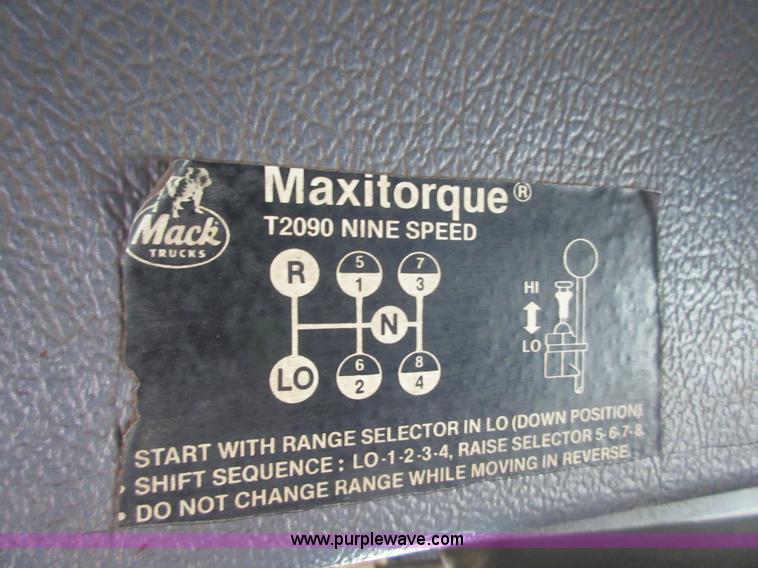 Maxitorque®
T2090 NINE SPEED
Mack
TRUCKS
R 5 7
1 3
HI
N
LO
LO 6 8
2 4
START WITH RANGE SELECTOR IN LO (DOWN POSITION).
• SHIFT SEQUENCE : LO-1-2-3-4, RAISE SELECTOR 5-6-7-8.
• DO NOT CHANGE RANGE WHILE MOVING IN REVERSE.
www.purplewave.com